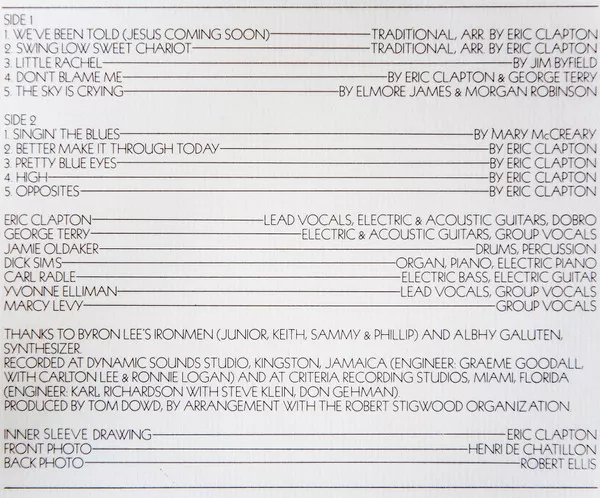 SIDE 1
1. WE'VE BEEN TOLD (JESUS COMING SOON) TRADITIONAL, ARR. BY ERIC CLAPTON
2. SWING LOW SWEET CHARIOT TRADITIONAL, ARR. BY ERIC CLAPTON
3. LITTLE RACHEL BY JIM BYFIELD
4. DON'T BLAME ME BY ERIC CLAPTON & GEORGE TERRY
5. THE SKY IS CRYING BY ELMORE JAMES & MORGAN ROBINSON
SIDE 2
1. SINGIN' THE BLUES BY MARY McCREARY
2. BETTER MAKE IT THROUGH TODAY BY ERIC CLAPTON
3. PRETTY BLUE EYES BY ERIC CLAPTON
4. HIGH BY ERIC CLAPTON
5. OPPOSITES BY ERIC CLAPTON
ERIC CLAPTON LEAD VOCALS, ELECTRIC & ACOUSTIC GUITARS, DOBRO
GEORGE TERRY ELECTRIC & ACOUSTIC GUITARS, GROUP VOCALS
JAMIE OLDAKER DRUMS, PERCUSSION
DICK SIMS ORGAN, PIANO, ELECTRIC PIANO
CARL RADLE ELECTRIC BASS, ELECTRIC GUITAR
YVONNE ELLIMAN LEAD VOCALS, GROUP VOCALS
MARCY LEVY GROUP VOCALS
THANKS TO BYRON LEE'S IRONMEN (JUNIOR, KEITH, SAMMY & PHILLIP) AND ALBHY GALUTEN,
SYNTHESIZER.
RECORDED AT DYNAMIC SOUNDS STUDIO, KINGSTON, JAMAICA (ENGINEER: GRAEME GOODALL,
WITH CARLTON LEE & RONNIE LOGAN) AND AT CRITERIA RECORDING STUDIOS, MIAMI, FLORIDA
(ENGINEER: KARL RICHARDSON WITH STEVE KLEIN, DON GEHMAN).
PRODUCED BY TOM DOWD, BY ARRANGEMENT WITH THE ROBERT STIGWOOD ORGANIZATION
INNER SLEEVE DRAWING ERIC CLAPTON
FRONT PHOTO HENRI DE CHATILLON
BACK PHOTO ROBERT ELLIS